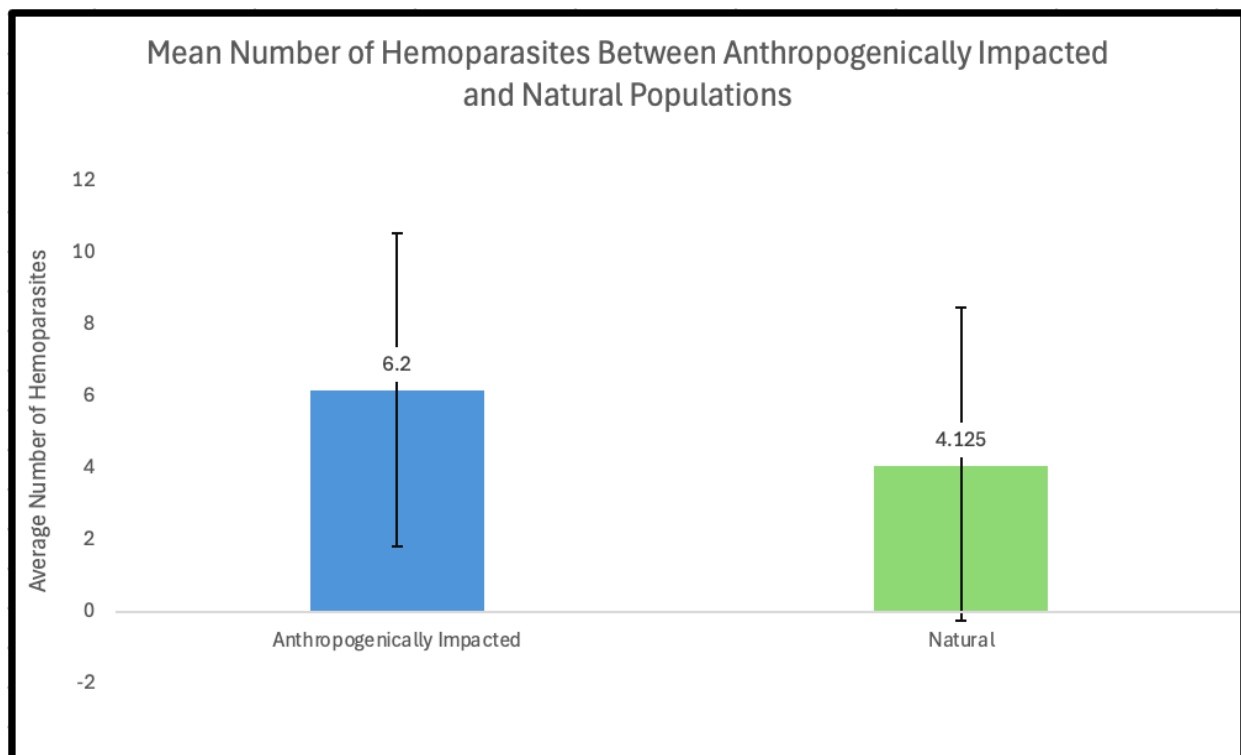 Mean Number of Hemoparasites Between Anthropogenically Impacted
and Natural Populations
Average Number of Hemoparasites
12
10
8
6
4
2
0
-2
6.2
4.125
Anthropogenically Impacted
Natural